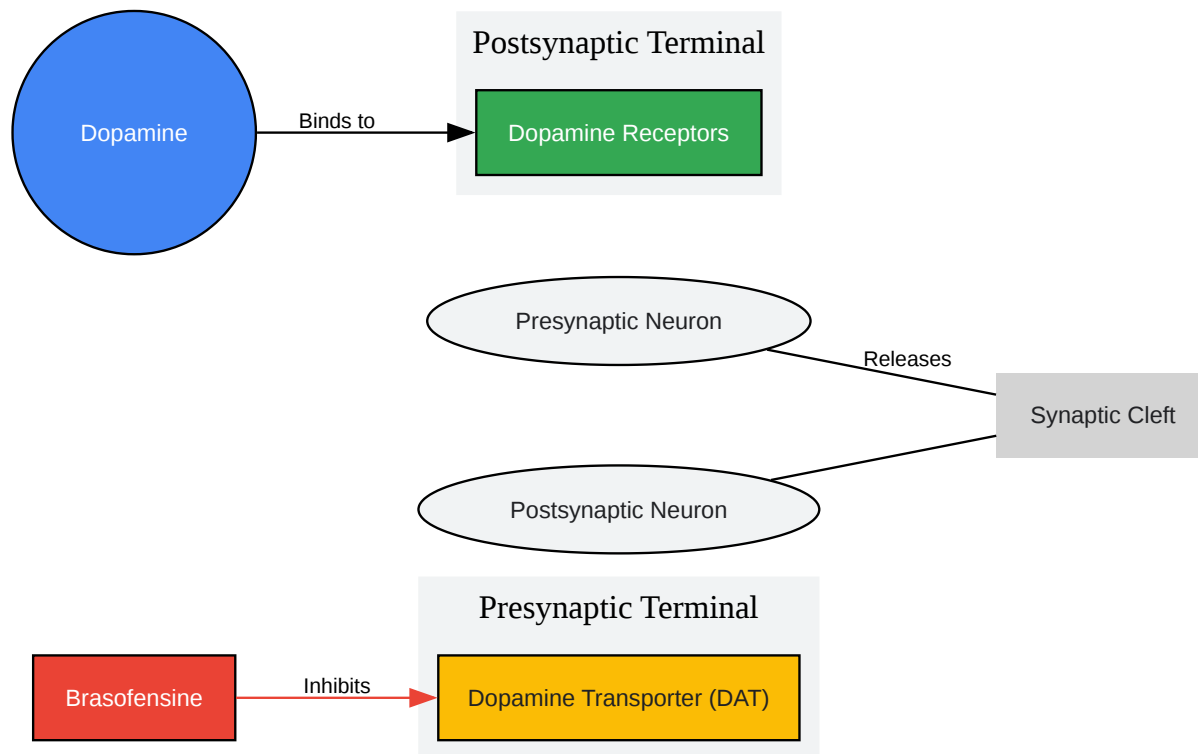 Postsynaptic Terminal
Dopamine
Binds to
Dopamine Receptors
Presynaptic Neuron
Releases
Synaptic Cleft
Postsynaptic Neuron
Presynaptic Terminal
Brasofensine
Inhibits
Dopamine Transporter (DAT)